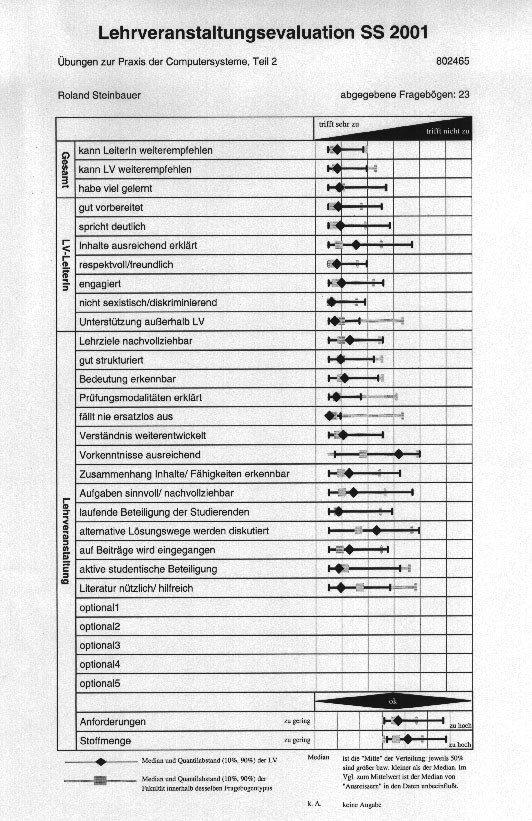 Lehrveranstaltungsevaluation SS 2001
Übungen zur Praxis der Computersysteme, Teil 2 802465
Roland Steinbauer abgegebene Fragebögen: 23
trifft sehr zu
trifft nicht zu
Gesamt
kann LeiterIn weiterempfehlen
kann LV weiterempfehlen
habe viel gelernt
LV-LeiterIn
gut vorbereitet
spricht deutlich
Inhalte ausreichend erklärt
respektvoll/freundlich
engagiert
nicht sexistisch/diskriminierend
Unterstützung außerhalb LV
Lehrveranstaltung
Lehrziele nachvollziehbar
gut strukturiert
Bedeutung erkennbar
Prüfungsmodalitäten erklärt
fällt nie ersatzlos aus
Verständnis weiterentwickelt
Vorkenntnisse ausreichend
Zusammenhang Inhalte/ Fähigkeiten erkennbar
Aufgaben sinnvoll/ nachvollziehbar
laufende Beteiligung der Studierenden
alternative Lösungswege werden diskutiert
auf Beiträge wird eingegangen
aktive studentische Beteiligung
Literatur nützlich/ hilfreich
optional1
optional2
optional3
optional4
optional5
ok
Anforderungen zu gering zu hoch
Stoffmenge zu gering zu hoch
Median und Quantilabstand (10%, 90%) der LV
Median und Quantilabstand (10%, 90%) der
Fakultät innerhalb desselben Fragebogentypus
Median ist die "Mitte" der Verteilung: jeweils 50%
sind größer bzw. kleiner als der Median. Im
Vgl. zum Mittelwert ist der Median von
"Ausreissern" in den Daten unbeeinflußt.
k. A. keine Angabe